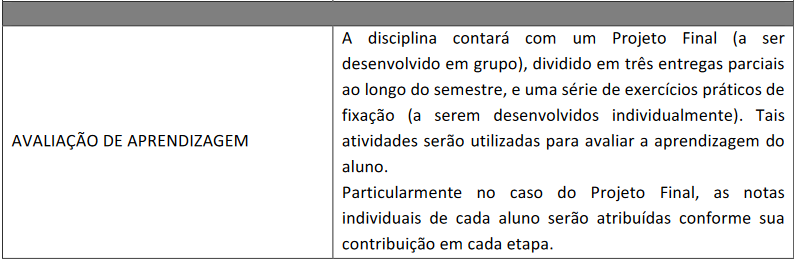 A disciplina contará com um Projeto Final (a ser
desenvolvido em grupo), dividido em três entregas parciais
ao longo do semestre, e uma série de exercícios práticos de
fixação (a serem desenvolvidos individualmente). Tais
AVALIAÇÃO DE APRENDIZAGEM
atividades serão utilizadas para avaliar a aprendizagem do
aluno.
Particularmente no caso do Projeto Final, as notas
individuais de cada aluno serão atribuídas conforme sua
contribuição em cada etapa.